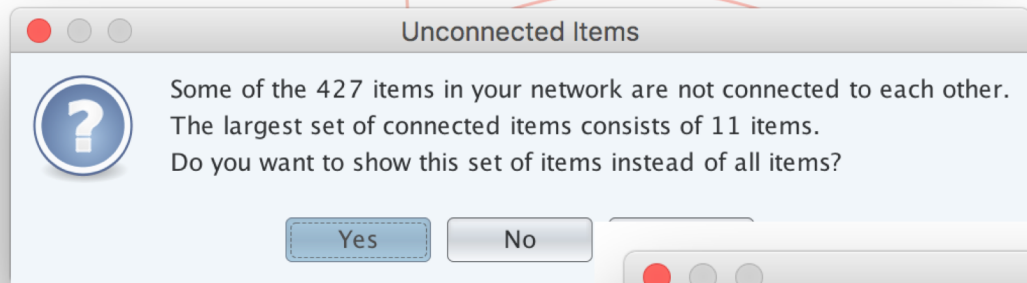 Unconnected Items
Some of the 427 items in your network are not connected to each other.
The largest set of connected items consists of 11 items.
Do you want to show this set of items instead of all items?
Yes
No